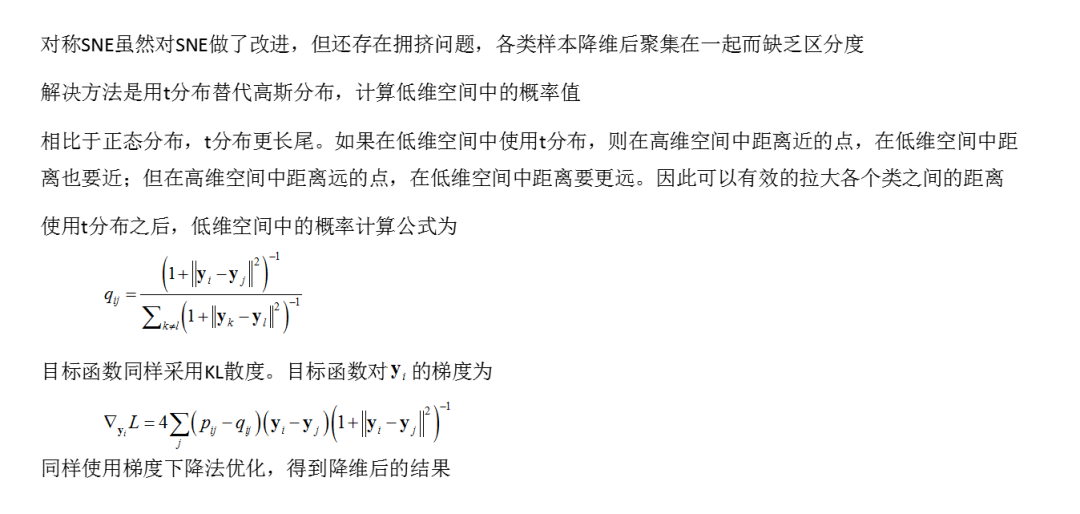 对称SNE虽然对SNE做了改进，但还存在拥挤问题，各类样本降维后聚集在一起而缺乏区分度
解决方法是用t分布替代高斯分布，计算低维空间中的概率值
相比于正态分布，t分布更长尾。如果在低维空间中使用t分布，则在高维空间中距离近的点，在低维空间中距
离也要近；但在高维空间中距离远的点，在低维空间中距离要更远。因此可以有效的拉大各个类之间的距离
使用t分布之后，低维空间中的概率计算公式为
q_{ij} = \frac{\left(1+\left\|\mathbf{y}_i-\mathbf{y}_j\right\|^2\right)^{-1}}{\sum_{k\neq l}\left(1+\left\|\mathbf{y}_k-\mathbf{y}_l\right\|^2\right)^{-1}}
目标函数同样采用KL散度。目标函数对\mathbf{y}_i的梯度为
\nabla_{\mathbf{y}_i} L = 4\sum_j (p_{ij}-q_{ij})(\mathbf{y}_i-\mathbf{y}_j)\left(1+\left\|\mathbf{y}_i-\mathbf{y}_j\right\|^2\right)^{-1}
同样使用梯度下降法优化，得到降维后的结果